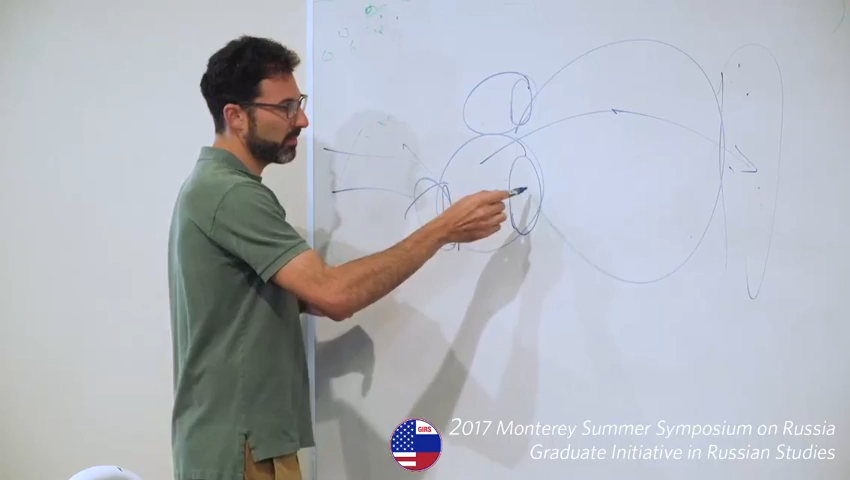 GIRS
2017 Monterey Summer Symposium on Russia
Graduate Initiative in Russian Studies